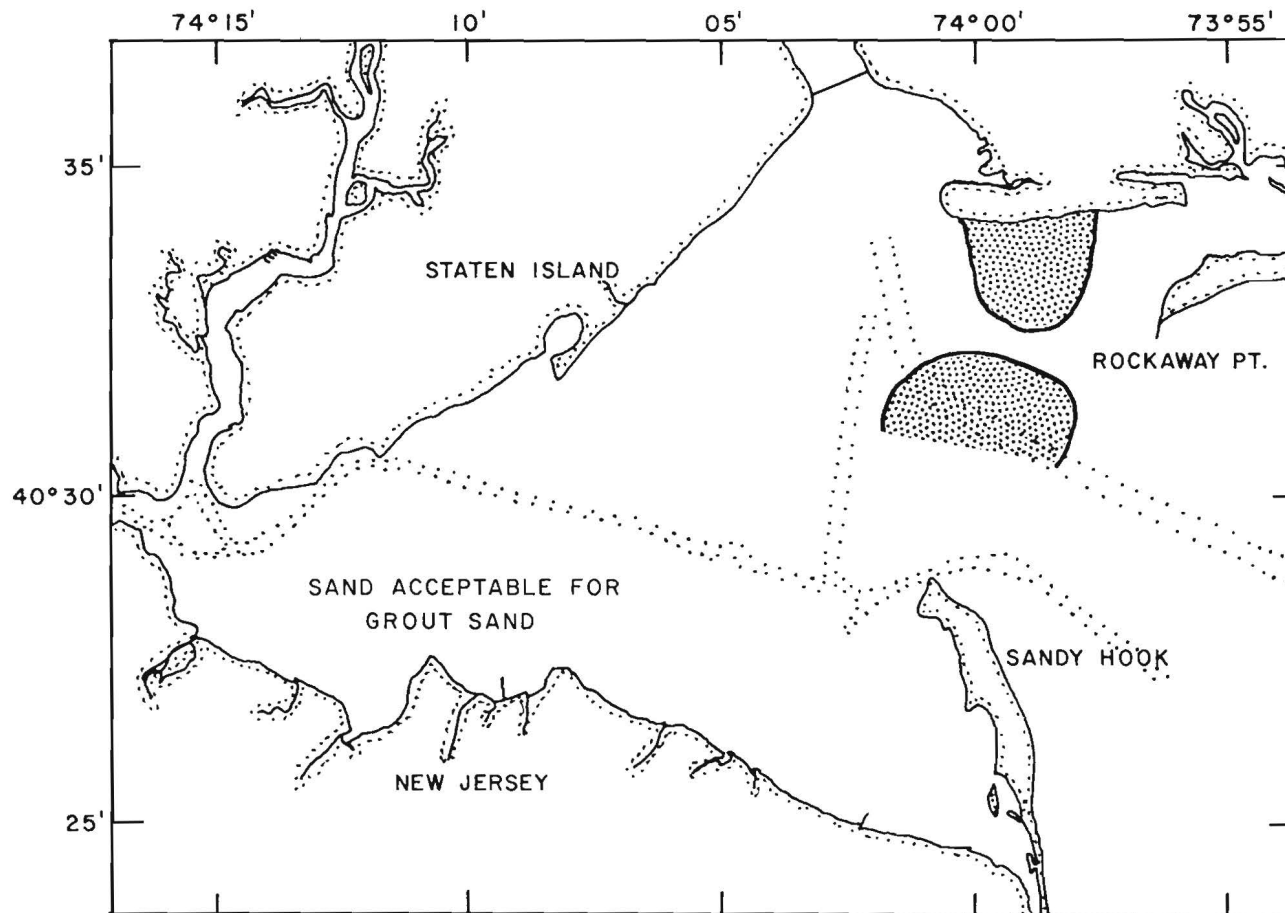 74°15' 10' 05' 74°00' 73°55'
35'
STATEN ISLAND
ROCKAWAY PT.
40°30'
SAND ACCEPTABLE FOR
GROUT SAND
SANDY HOOK
NEW JERSEY
25'